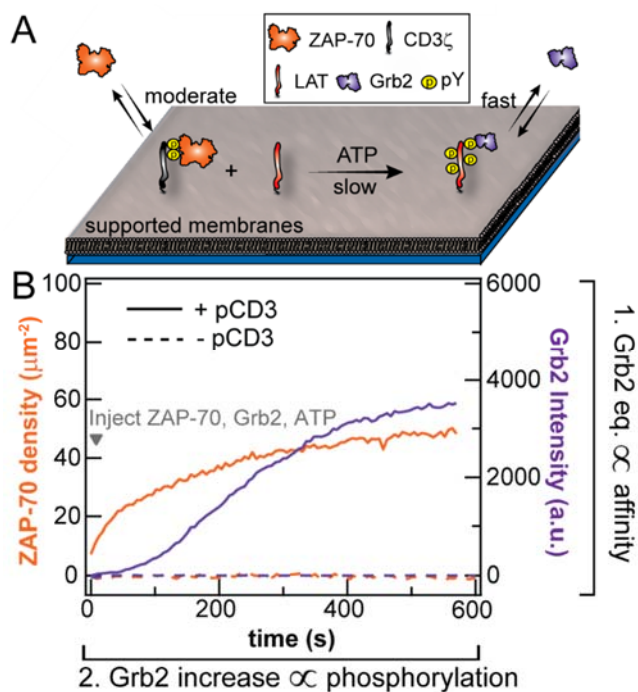 A
ZAP-70 CD3ζ
LAT Grb2 p pY
moderate
fast
p
p
+
ATP
slow
p
p
p
p
supported membranes
B
100
80
60
40
20
0
ZAP-70 density (μm⁻²)
+ pCD3
- pCD3
Inject ZAP-70, Grb2, ATP
6000
4000
2000
0
Grb2 Intensity (a.u.)
1. Grb2 eq. ∝ affinity
0 200 400 600
time (s)
2. Grb2 increase ∝ phosphorylation